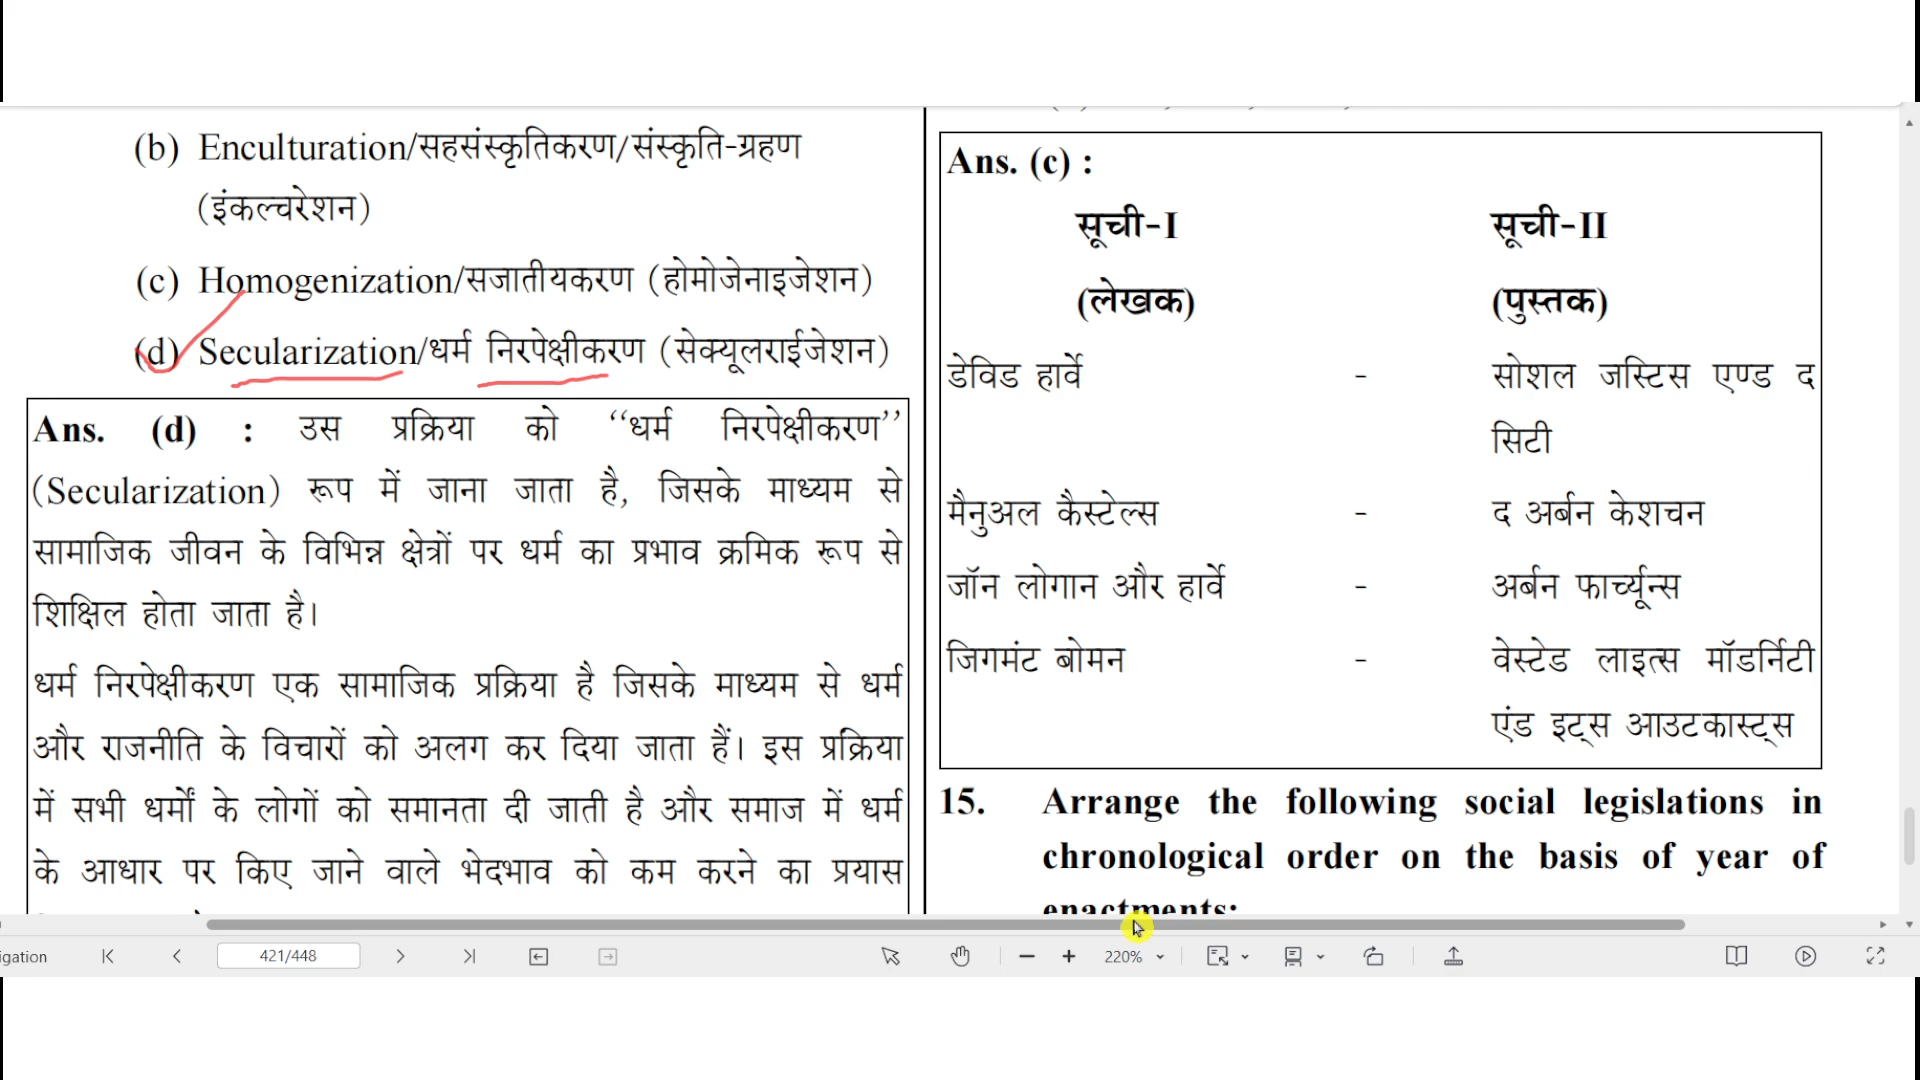 (b) Enculturation/सहसंस्कृतिकरण/संस्कृति-ग्रहण
(इंकल्चरेशन)
(c) Homogenization/सजातीयकरण (होमोजेनाइजेशन)
(d) Secularization/धर्म निरपेक्षीकरण (सेक्यूलराईजेशन)
Ans. (d) : उस प्रक्रिया को ‘‘धर्म निरपेक्षीकरण’’
(Secularization) रूप में जाना जाता है, जिसके माध्यम से
सामाजिक जीवन के विभिन्न क्षेत्रों पर धर्म का प्रभाव क्रमिक रूप से
शिक्षिल होता जाता है।
धर्म निरपेक्षीकरण एक सामाजिक प्रक्रिया है जिसके माध्यम से धर्म
और राजनीति के विचारों को अलग कर दिया जाता हैं। इस प्रक्रिया
में सभी धर्मों के लोगों को समानता दी जाती है और समाज में धर्म
के आधार पर किए जाने वाले भेदभाव को कम करने का प्रयास
Ans. (c) :
सूची-I सूची-II
(लेखक) (पुस्तक)
डेविड हार्वे - सोशल जस्टिस एण्ड द
सिटी
मैनुअल कैस्टेल्स - द अर्बन केशचन
जॉन लोगान और हार्वे - अर्बन फार्च्यून्स
जिगमंट बोमन - वेस्टेड लाइत्स मॉडर्निटी
एंड इट्स आउटकास्ट्स
15. Arrange the following social legislations in
chronological order on the basis of year of
enactments:
igation 421/448 220%